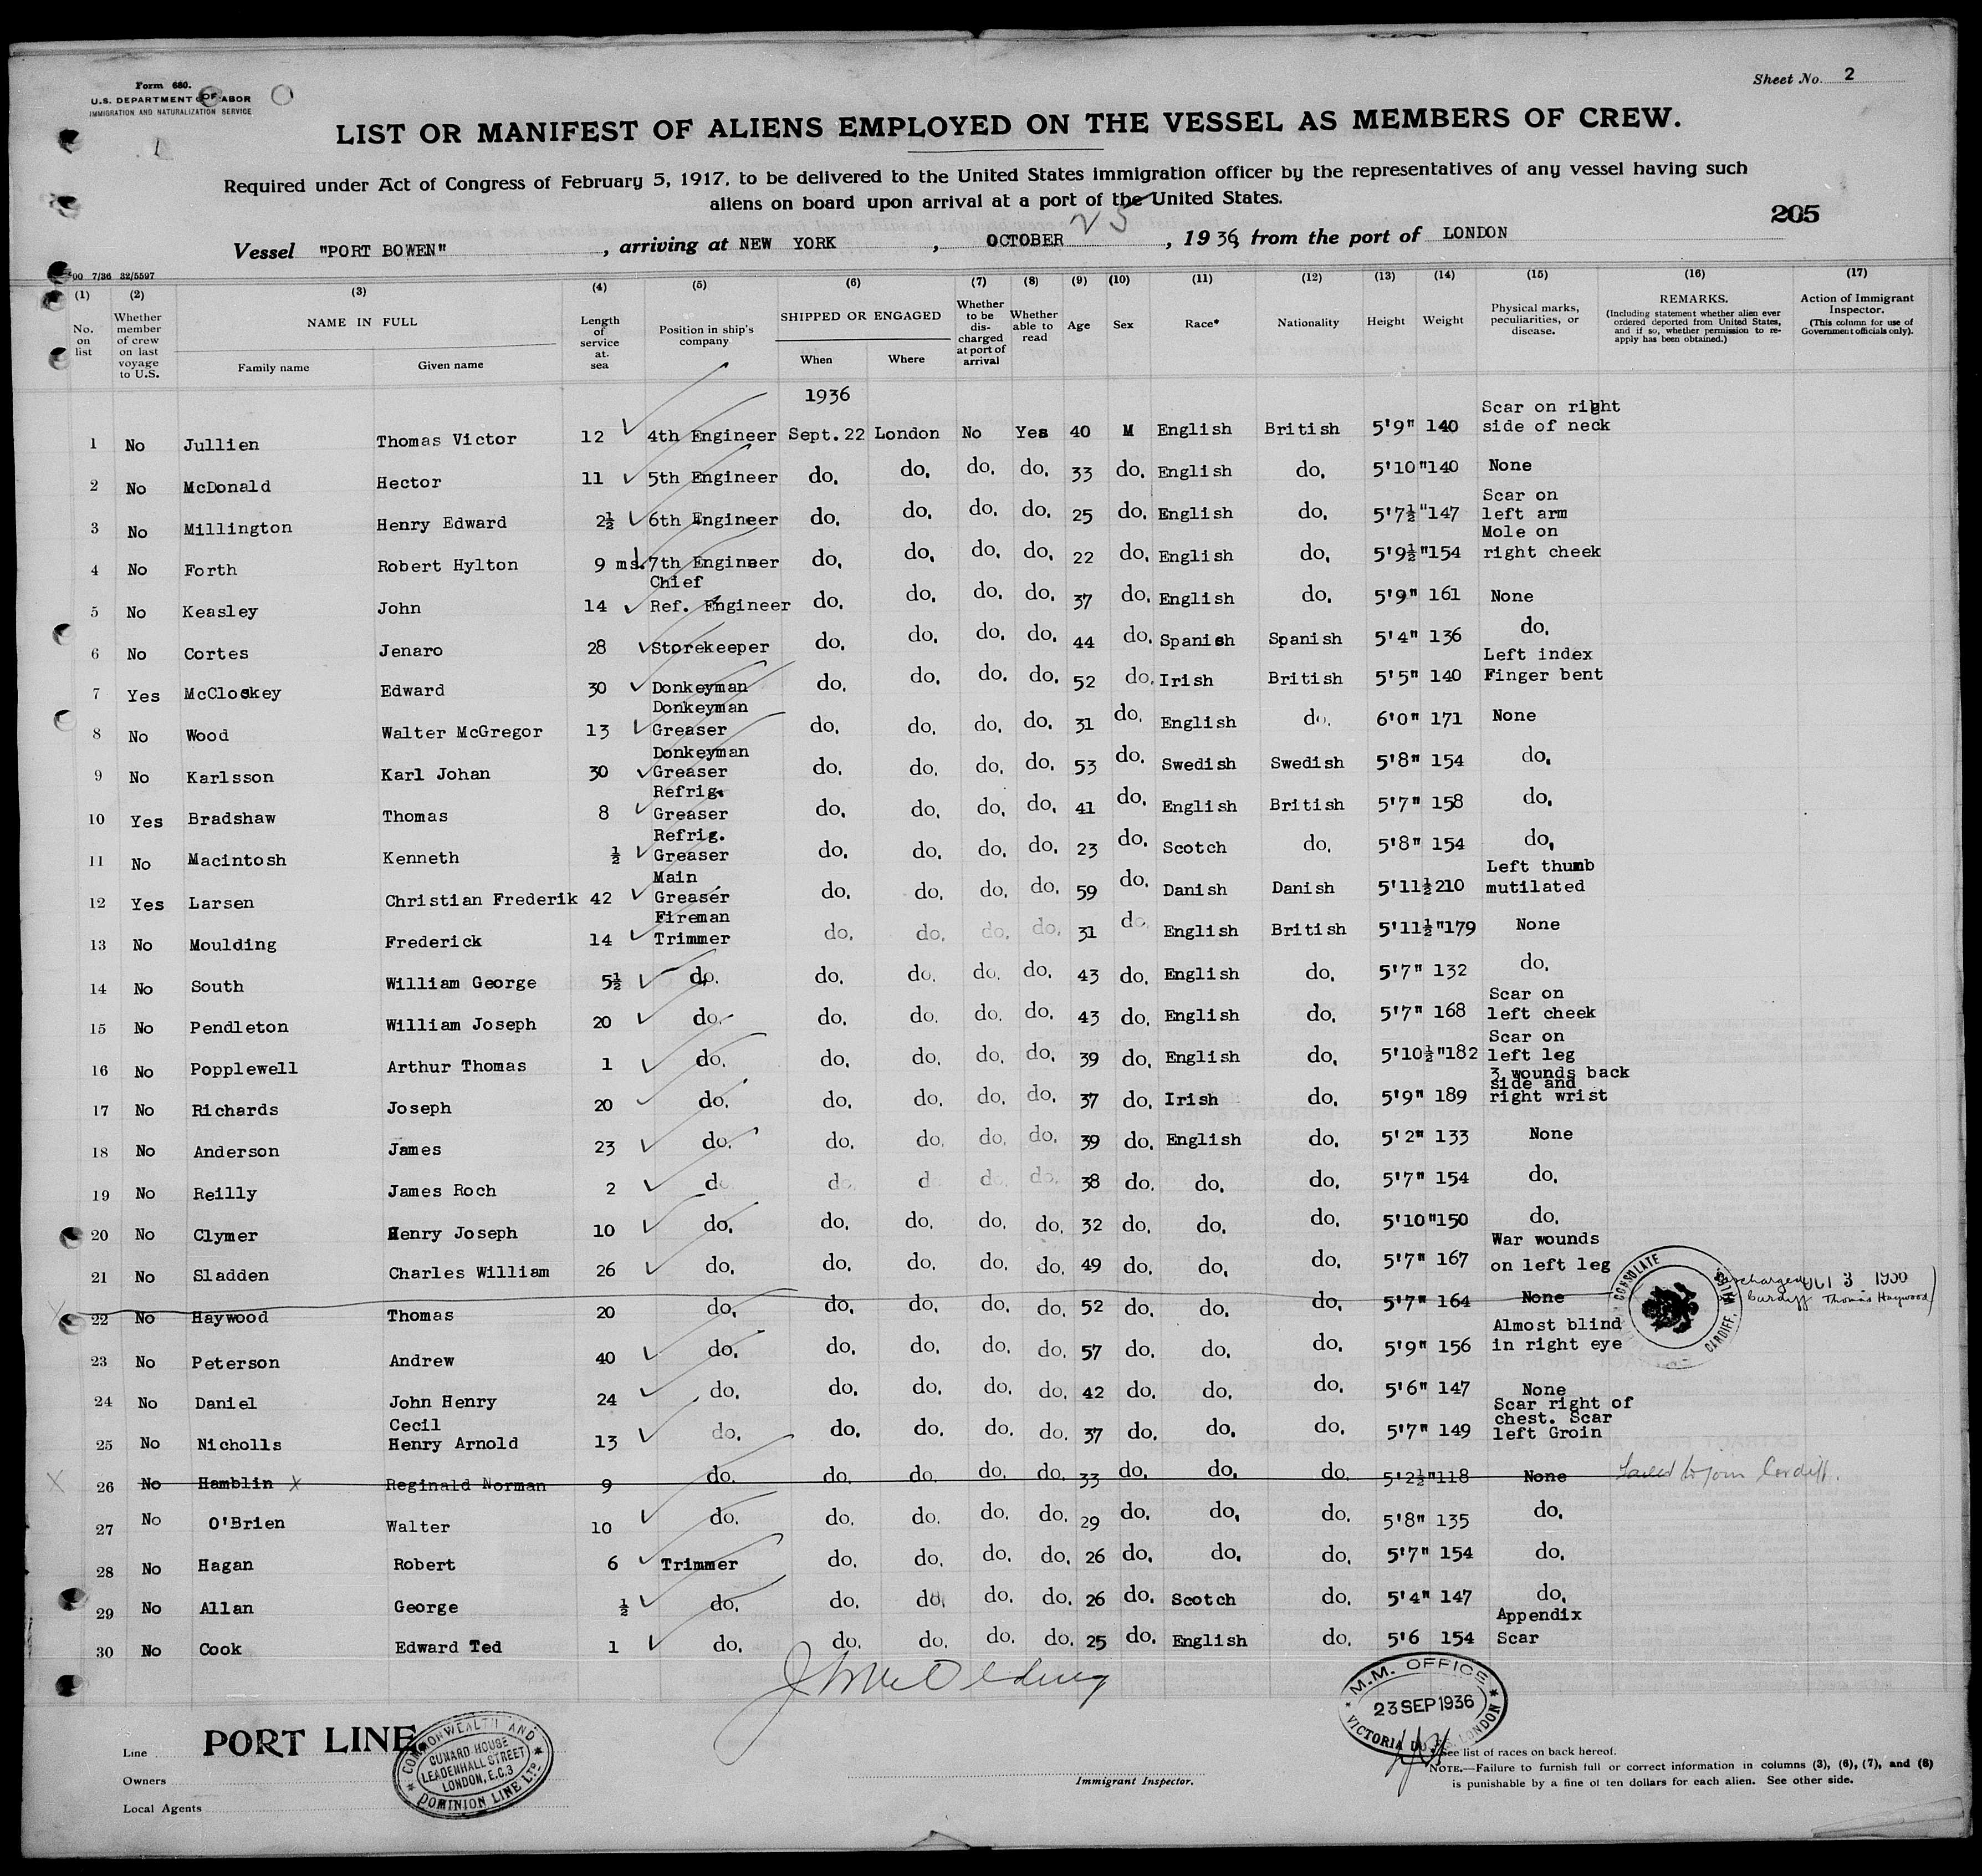 Form 680.
U.S. DEPARTMENT OF LABOR
IMMIGRATION AND NATURALIZATION SERVICE
Sheet No. 2
LIST OR MANIFEST OF ALIENS EMPLOYED ON THE VESSEL AS MEMBERS OF CREW.
Required under Act of Congress of February 5, 1917, to be delivered to the United States immigration officer by the representatives of any vessel having such
aliens on board upon arrival at a port of the United States.
205
Vessel "PORT BOWEN", arriving at NEW YORK, OCTOBER 25, 1936, from the port of LONDON
7/36 32/5597
(1) No. on list
(2) Whether member of crew on last voyage to U.S.
(3) NAME IN FULL Family name Given name
(4) Length of service at sea
(5) Position in ship's company
(6) SHIPPED OR ENGAGED When Where
(7) Whether to be discharged at port of arrival
(8) Whether able to read
(9) Age
(10) Sex
(11) Race*
(12) Nationality
(13) Height
(14) Weight
(15) Physical marks, peculiarities, or disease.
(16) REMARKS. (Including statement whether alien ever ordered deported from United States, and if so, whether permission to reapply has been obtained.)
(17) Action of Immigrant Inspector. (This column for use of Government officials only).
1936
1 No Jullien Thomas Victor 12 4th Engineer Sept. 22 London No Yes 40 M English British 5'9" 140 Scar on right side of neck
2 No McDonald Hector 11 5th Engineer do. do. do. do. 33 do. English do. 5'10" 140 None
3 No Millington Henry Edward 2½ 6th Engineer do. do. do. do. 25 do. English do. 5'7½" 147 Scar on left arm
4 No Forth Robert Hylton 9 ms. 7th Engineer do. do. do. do. 22 do. English do. 5'9½" 154 Mole on right cheek
5 No Keasley John 14 Chief Ref. Engineer do. do. do. do. 37 do. English do. 5'9" 161 None
6 No Cortes Jenaro 28 Storekeeper do. do. do. do. 44 do. Spanish Spanish 5'4" 136 do.
7 Yes McCloskey Edward 30 Donkeyman do. do. do. do. 52 do. Irish British 5'5" 140 Left index Finger bent
8 No Wood Walter McGregor 13 Donkeyman Greaser do. do. do. do. 31 do. English do. 6'0" 171 None
9 No Karlsson Karl Johan 30 Donkeyman Greaser do. do. do. do. 53 do. Swedish Swedish 5'8" 154 do.
10 Yes Bradshaw Thomas 8 Refrig. Greaser do. do. do. do. 41 do. English British 5'7" 158 do.
11 No Macintosh Kenneth ½ Refrig. Greaser do. do. do. do. 23 do. Scotch do. 5'8" 154 do.
12 Yes Larsen Christian Frederik 42 Main Greaser do. do. do. do. 59 do. Danish Danish 5'11½ 210 Left thumb mutilated
13 No Moulding Frederick 14 Fireman Trimmer do. do. do. do. 31 do. English British 5'11½" 179 None
14 No South William George 5½ do. do. do. do. do. 43 do. English do. 5'7" 132 do.
15 No Pendleton William Joseph 20 do. do. do. do. do. 43 do. English do. 5'7" 168 Scar on left cheek
16 No Popplewell Arthur Thomas 1 do. do. do. do. do. 39 do. English do. 5'10½" 182 Scar on left leg
17 No Richards Joseph 20 do. do. do. do. do. 37 do. Irish do. 5'9" 189 3 wounds back side and right wrist
18 No Anderson James 23 do. do. do. do. do. 39 do. English do. 5'2" 133 None
19 No Reilly James Roch 2 do. do. do. do. do. 38 do. do. do. 5'7" 154 do.
20 No Clymer Henry Joseph 10 do. do. do. do. do. 32 do. do. do. 5'10" 150 do.
21 No Sladden Charles William 26 do. do. do. do. do. 49 do. do. do. 5'7" 167 War wounds on left leg
22 No Haywood Thomas 20 do. do. do. do. do. 52 do. do. do. 5'7" 164 None Discharged Cardiff OCT 3 1936 Thomas Haywood
CONSULATE CARDIFF, WALES
23 No Peterson Andrew 40 do. do. do. do. do. 57 do. do. do. 5'9" 156 Almost blind in right eye
24 No Daniel John Henry 24 do. do. do. do. do. 42 do. do. do. 5'6" 147 None
25 No Nicholls Cecil Henry Arnold 13 do. do. do. do. do. 37 do. do. do. 5'7" 149 Scar right of chest. Scar left Groin
26 No Hamblin X Reginald Norman 9 do. do. do. do. do. 33 do. do. do. 5'2½" 118 None Failed to join Cardiff.
27 No O'Brien Walter 10 do. do. do. do. do. 29 do. do. do. 5'8" 135 do.
28 No Hagan Robert 6 Trimmer do. do. do. do. 26 do. do. do. 5'7" 154 do.
29 No Allan George ½ do. do. do. do. do. 26 do. Scotch do. 5'4" 147 do.
30 No Cook Edward Ted 1 do. do. do. do. do. 25 do. English do. 5'6 154 Appendix Scar
M.M. OFFICE
23 SEP 1936
VICTORIA DOCKS, LONDON
Line PORT LINE
Owners
Local Agents
COMMONWEALTH AND DOMINION LINE LTD
CUNARD HOUSE
LEADENHALL STREET
LONDON, E.C.3
Immigrant Inspector.
*See list of races on back hereof.
NOTE.—Failure to furnish full or correct information in columns (3), (6), (7), and (8)
is punishable by a fine of ten dollars for each alien. See other side.